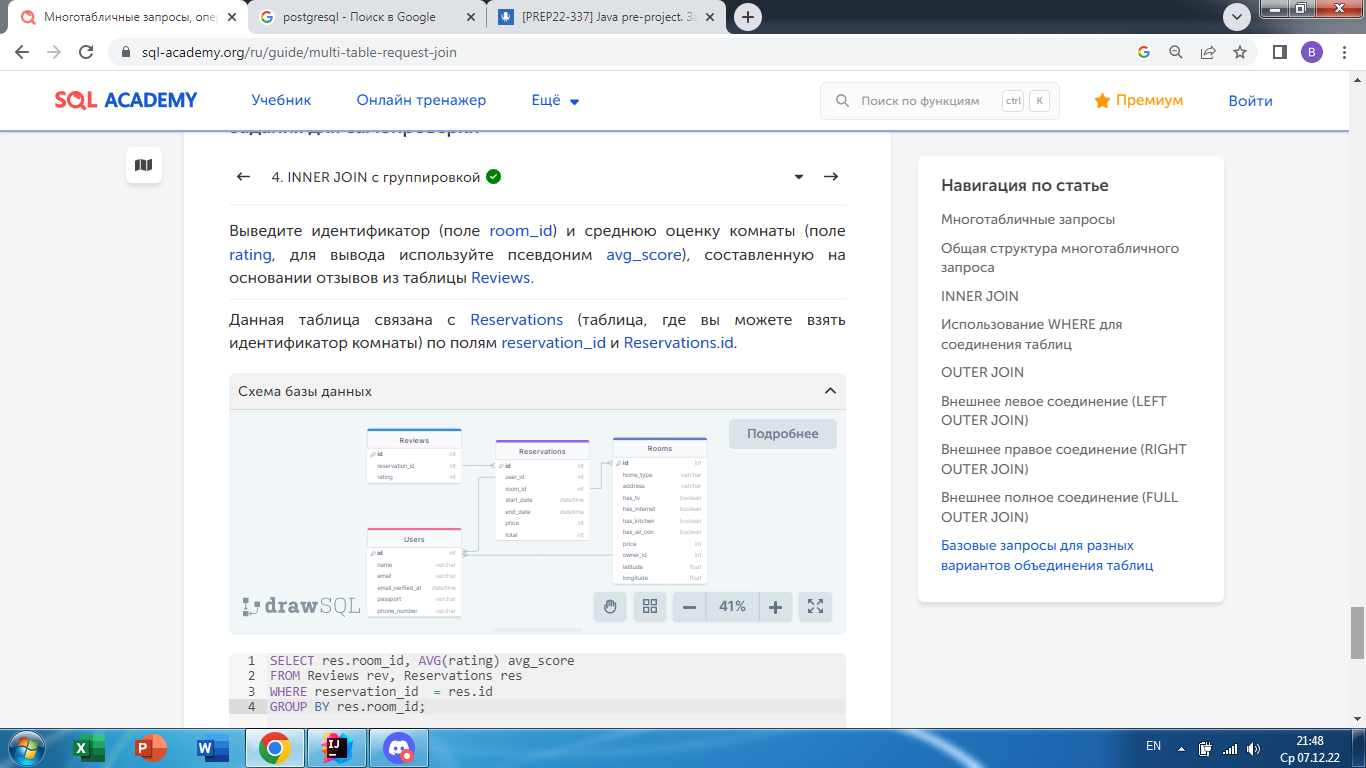 Многотабличные запросы, опе
postgresql - Поиск в Google
[PREP22-337] Java pre-project. За
sql-academy.org/ru/guide/multi-table-request-join
B
SQL ACADEMY
Учебник
Онлайн тренажер
Ещё
Поиск по функциям
ctrl
K
Премиум
Войти
Задания для самопроверки
4. INNER JOIN с группировкой
Выведите идентификатор (поле room_id) и среднюю оценку комнаты (поле
rating, для вывода используйте псевдоним avg_score), составленную на
основании отзывов из таблицы Reviews.
Данная таблица связана с Reservations (таблица, где вы можете взять
идентификатор комнаты) по полям reservation_id и Reservations.id.
Схема базы данных
Подробнее
Reviews
id int
reservation_id int
rating int
Reservations
id int
user_id int
room_id int
start_date datetime
end_date datetime
price int
total int
Rooms
id int
home_type varchar
address varchar
has_tv boolean
has_internet boolean
has_kitchen boolean
has_air_con boolean
price int
owner_id int
latitude float
longitude float
Users
id int
name varchar
email varchar
email_verified_at datetime
passport varchar
phone_number varchar
drawSQL
41%
1 SELECT res.room_id, AVG(rating) avg_score
2 FROM Reviews rev, Reservations res
3 WHERE reservation_id  = res.id
4 GROUP BY res.room_id;
Навигация по статье
Многотабличные запросы
Общая структура многотабличного
запроса
INNER JOIN
Использование WHERE для
соединения таблиц
OUTER JOIN
Внешнее левое соединение (LEFT
OUTER JOIN)
Внешнее правое соединение (RIGHT
OUTER JOIN)
Внешнее полное соединение (FULL
OUTER JOIN)
Базовые запросы для разных
вариантов объединения таблиц
EN
21:48
Ср 07.12.22